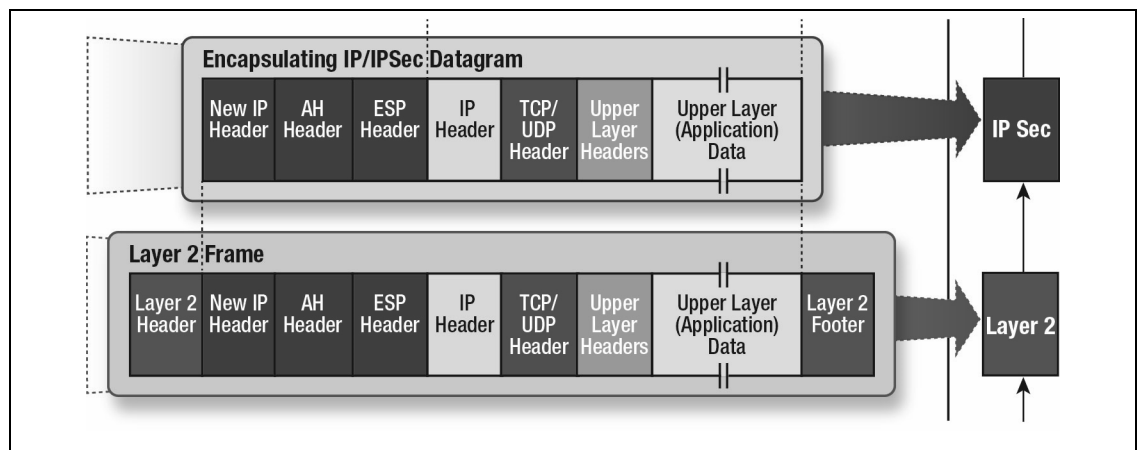 Encapsulating IP/IPSec Datagram
New IP
Header
AH
Header
ESP
Header
IP
Header
TCP/
UDP
Header
Upper
Layer
Headers
Upper Layer
(Application)
Data
IP Sec
Layer 2 Frame
Layer 2
Header
New IP
Header
AH
Header
ESP
Header
IP
Header
TCP/
UDP
Header
Upper
Layer
Headers
Upper Layer
(Application)
Data
Layer 2
Footer
Layer 2